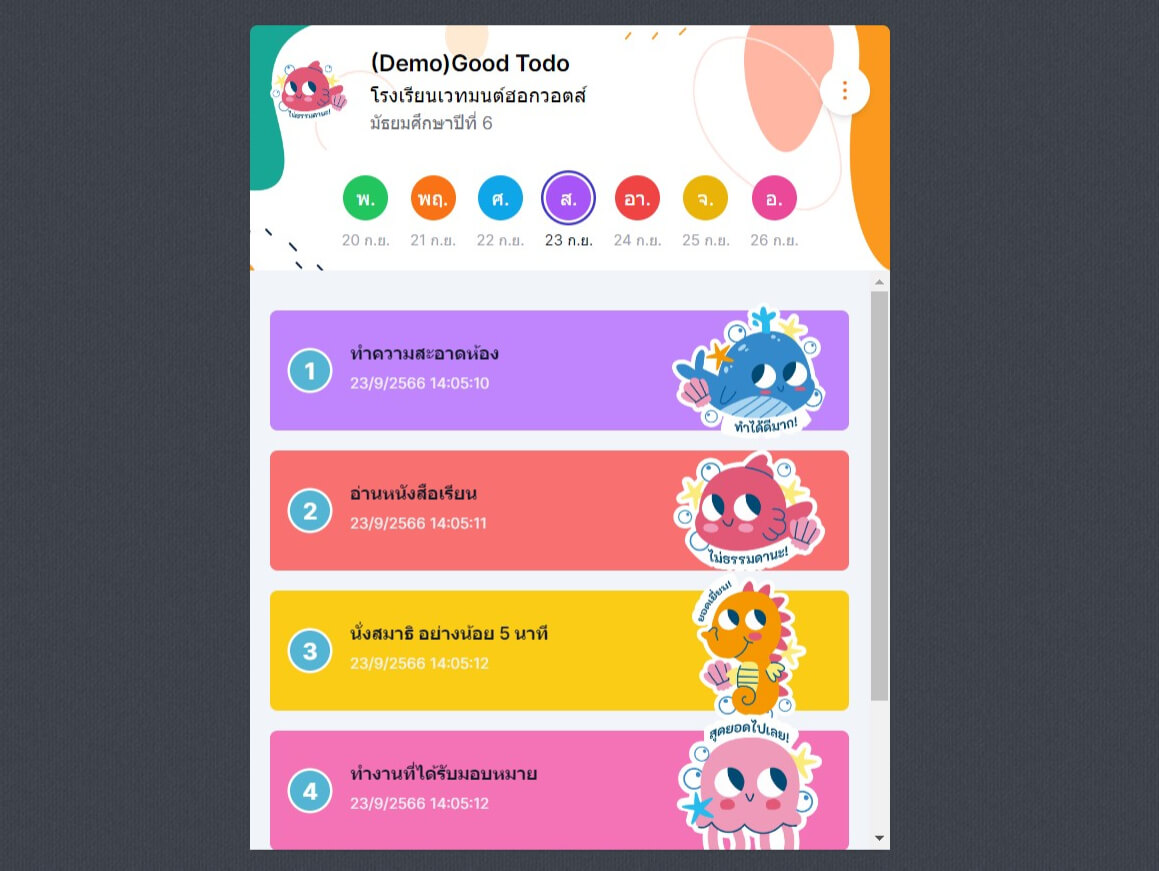 (Demo)Good Todo
โรงเรียนเวทมนต์ฮอกวอตส์
มัธยมศึกษาปีที่ 6
ไม่ธรรมดานะ!
พ. พฤ. ศ. ส. อา. จ. อ.
20 ก.ย. 21 ก.ย. 22 ก.ย. 23 ก.ย. 24 ก.ย. 25 ก.ย. 26 ก.ย.
1
ทำความสะอาดห้อง
23/9/2566 14:05:10
ทำได้ดีมาก!
2
อ่านหนังสือเรียน
23/9/2566 14:05:11
ไม่ธรรมดานะ!
3
นั่งสมาธิ อย่างน้อย 5 นาที
23/9/2566 14:05:12
ยอดเยี่ยม!
4
ทำงานที่ได้รับมอบหมาย
23/9/2566 14:05:12
สุดยอดไปเลย!